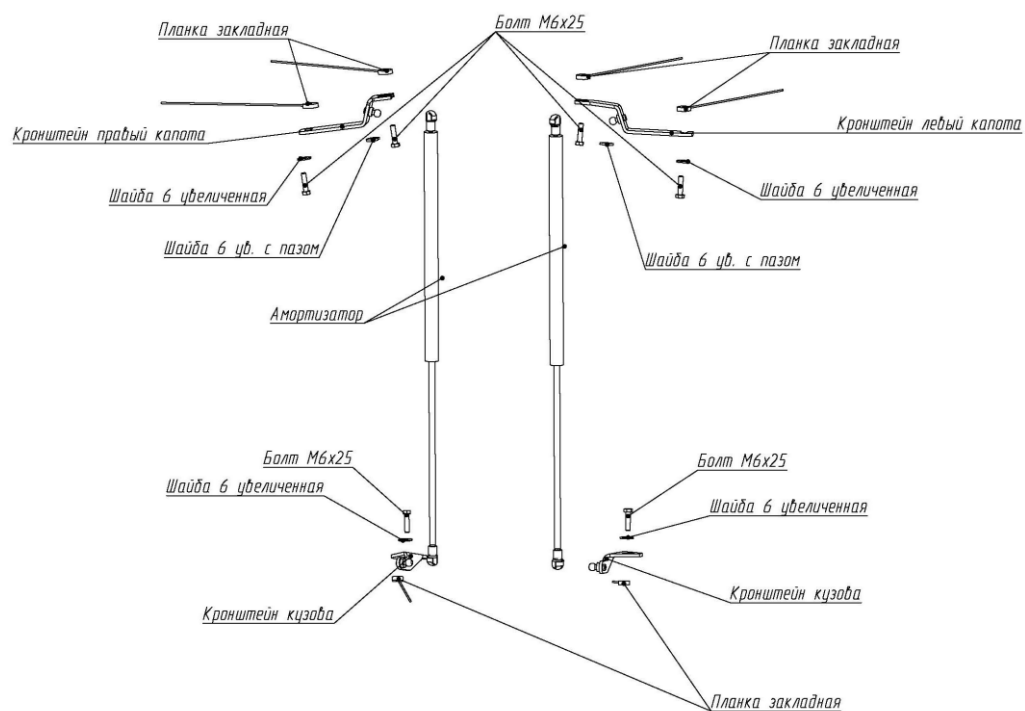 Планка закладная
Болт М6х25
Планка закладная
Кронштейн правый капота
Кронштейн левый капота
Шайба 6 увеличенная
Шайба 6 увеличенная
Шайба 6 ув. с пазом
Шайба 6 ув. с пазом
Амортизатор
Болт М6х25
Болт М6х25
Шайба 6 увеличенная
Шайба 6 увеличенная
Кронштейн кузова
Кронштейн кузова
Планка закладная